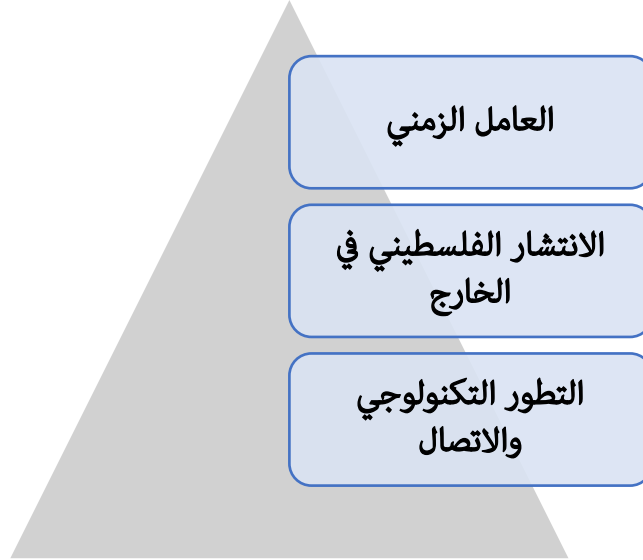 العامل الزمني
الانتشار الفلسطيني في
الخارج
التطور التكنولوجي
والاتصال